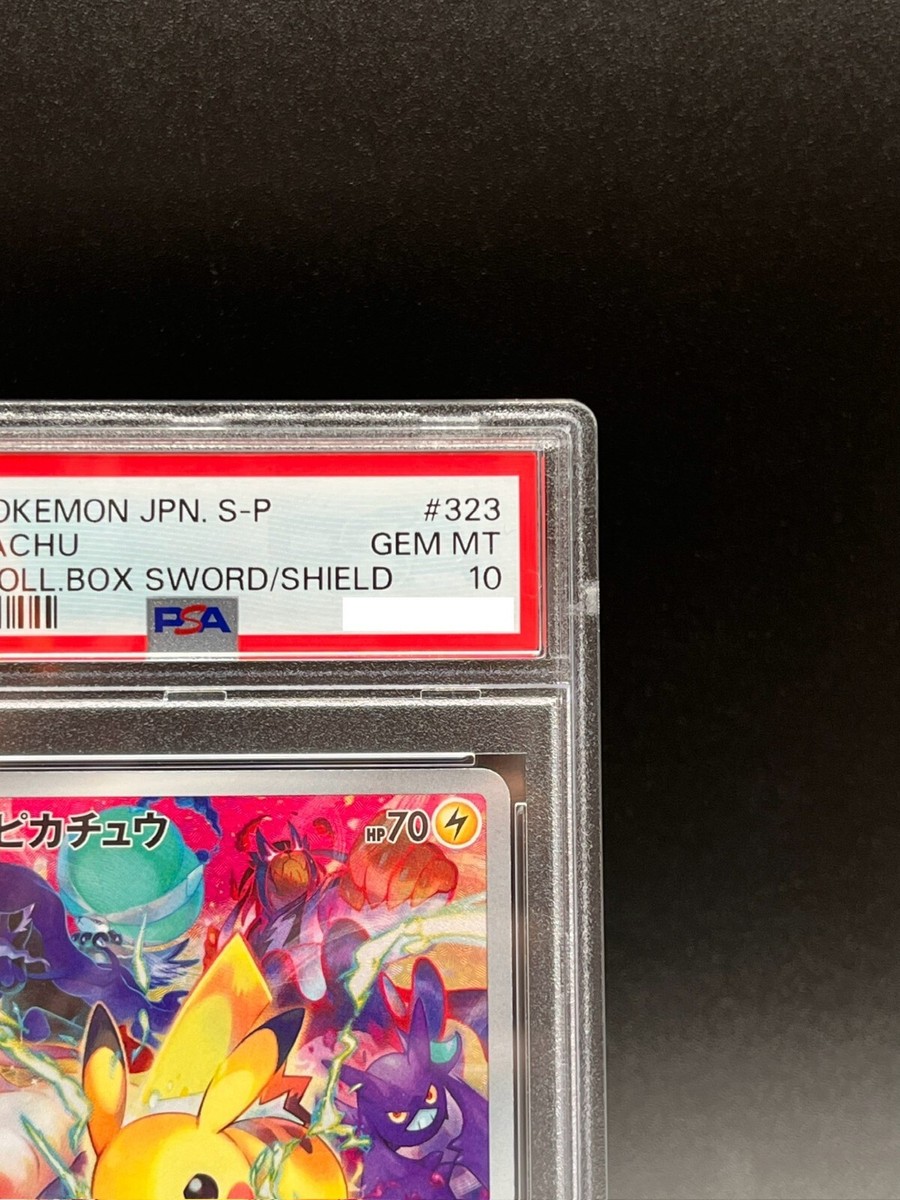 OKEMON JPN. S-P #323
ACHU GEM MT
OLL.BOX SWORD/SHIELD 10
PSA
ピカチュウ HP70